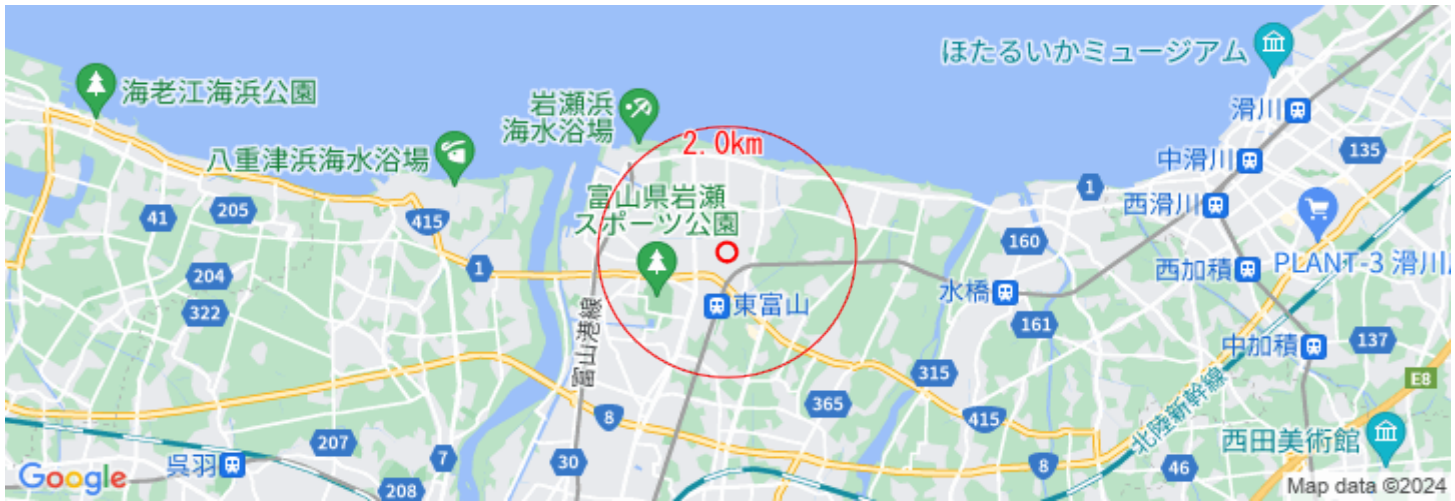 ほたるいかミュージアム
海老江海浜公園
岩瀬浜
海水浴場
滑川
2.0km
135
八重津浜海水浴場
中滑川
1
富山県岩瀬
スポーツ公園
41
205
415
西滑川
160
1
204
西加積
PLANT-3 滑川
水橋
322
東富山
161
中加積
137
富山港線
315
E8
365
8
415
北陸新幹線
207
7
西田美術館
呉羽
30
8
46
208
Google
Map data ©2024